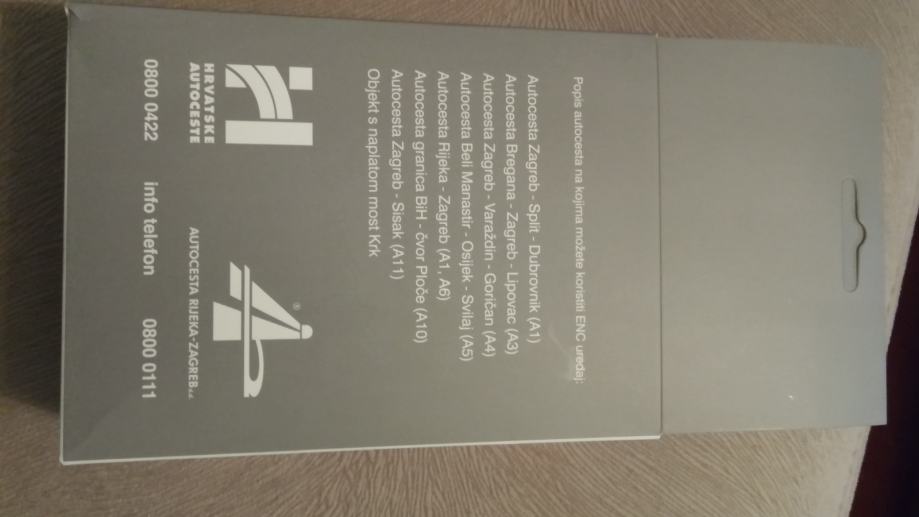 Popis autocesta na kojima možete koristiti ENC uređaj:
Autocesta Zagreb - Split - Dubrovnik (A1)
Autocesta Bregana - Zagreb - Lipovac (A3)
Autocesta Zagreb - Varaždin - Goričan (A4)
Autocesta Beli Manastir - Osijek - Svilaj (A5)
Autocesta Rijeka - Zagreb (A1, A6)
Autocesta granica BiH - čvor Ploče (A10)
Autocesta Zagreb - Sisak (A11)
Objekt s naplatom most Krk
HRVATSKE
AUTOCESTE
AUTOCESTA RIJEKA-ZAGREB d.d.
0800 0422 info telefon 0800 0111